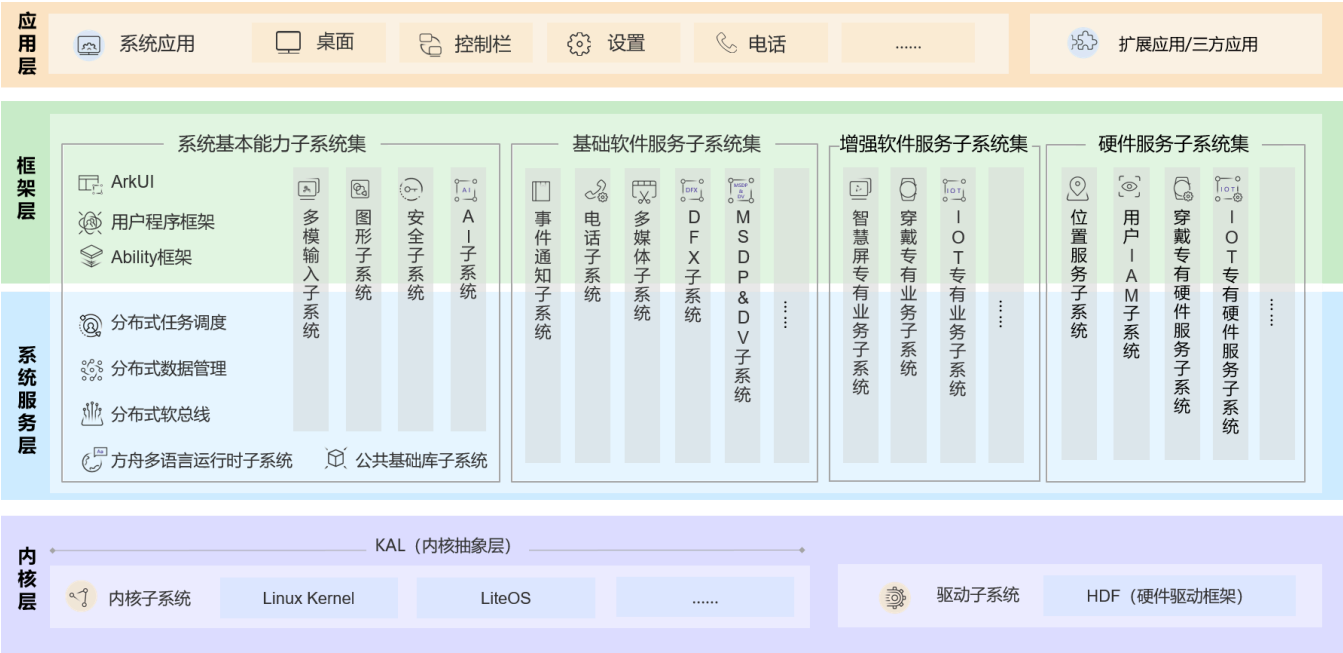 应用层
系统应用
桌面
控制栏
设置
电话
......
扩展应用/三方应用
框架层
系统服务层
系统基本能力子系统集
ArkUI
用户程序框架
Ability框架
分布式任务调度
分布式数据管理
分布式软总线
方舟多语言运行时子系统
公共基础库子系统
多模输入子系统
图形子系统
安全子系统
AI
AI子系统
基础软件服务子系统集
事件通知子系统
电话子系统
多媒体子系统
DFX
DFX子系统
MSDP
&
DV
MSDP&DV子系统
......
增强软件服务子系统集
智慧屏专有业务子系统
穿戴专有业务子系统
IOT
IOT专有业务子系统
......
硬件服务子系统集
位置服务子系统
用户IAM子系统
穿戴专有硬件服务子系统
IOT
IOT专有硬件服务子系统
......
内核层
KAL（内核抽象层）
内核子系统
Linux Kernel
LiteOS
......
驱动子系统
HDF（硬件驱动框架）